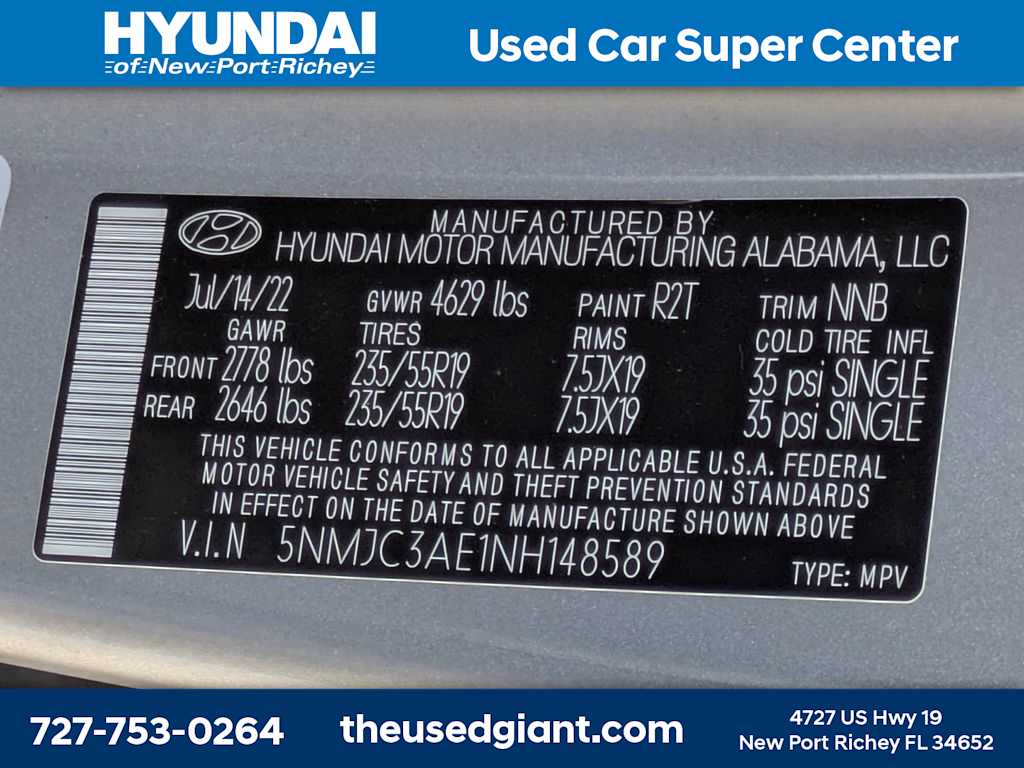 HYUNDAI
of New Port Richey
Used Car Super Center
MANUFACTURED BY
HYUNDAI MOTOR MANUFACTURING ALABAMA, LLC
Jul/14/22 GVWR 4629 lbs PAINT R2T TRIM NNB
GAWR TIRES RIMS COLD TIRE INFL
FRONT 2778 lbs 235/55R19 7.5JX19 35 psi SINGLE
REAR 2646 lbs 235/55R19 7.5JX19 35 psi SINGLE
THIS VEHICLE CONFORMS TO ALL APPLICABLE U.S.A. FEDERAL
MOTOR VEHICLE SAFETY AND THEFT PREVENTION STANDARDS
IN EFFECT ON THE DATE OF MANUFACTURE SHOWN ABOVE
V.I.N 5NMJC3AE1NH148589
TYPE: MPV
727-753-0264
theusedgiant.com
4727 US Hwy 19
New Port Richey FL 34652